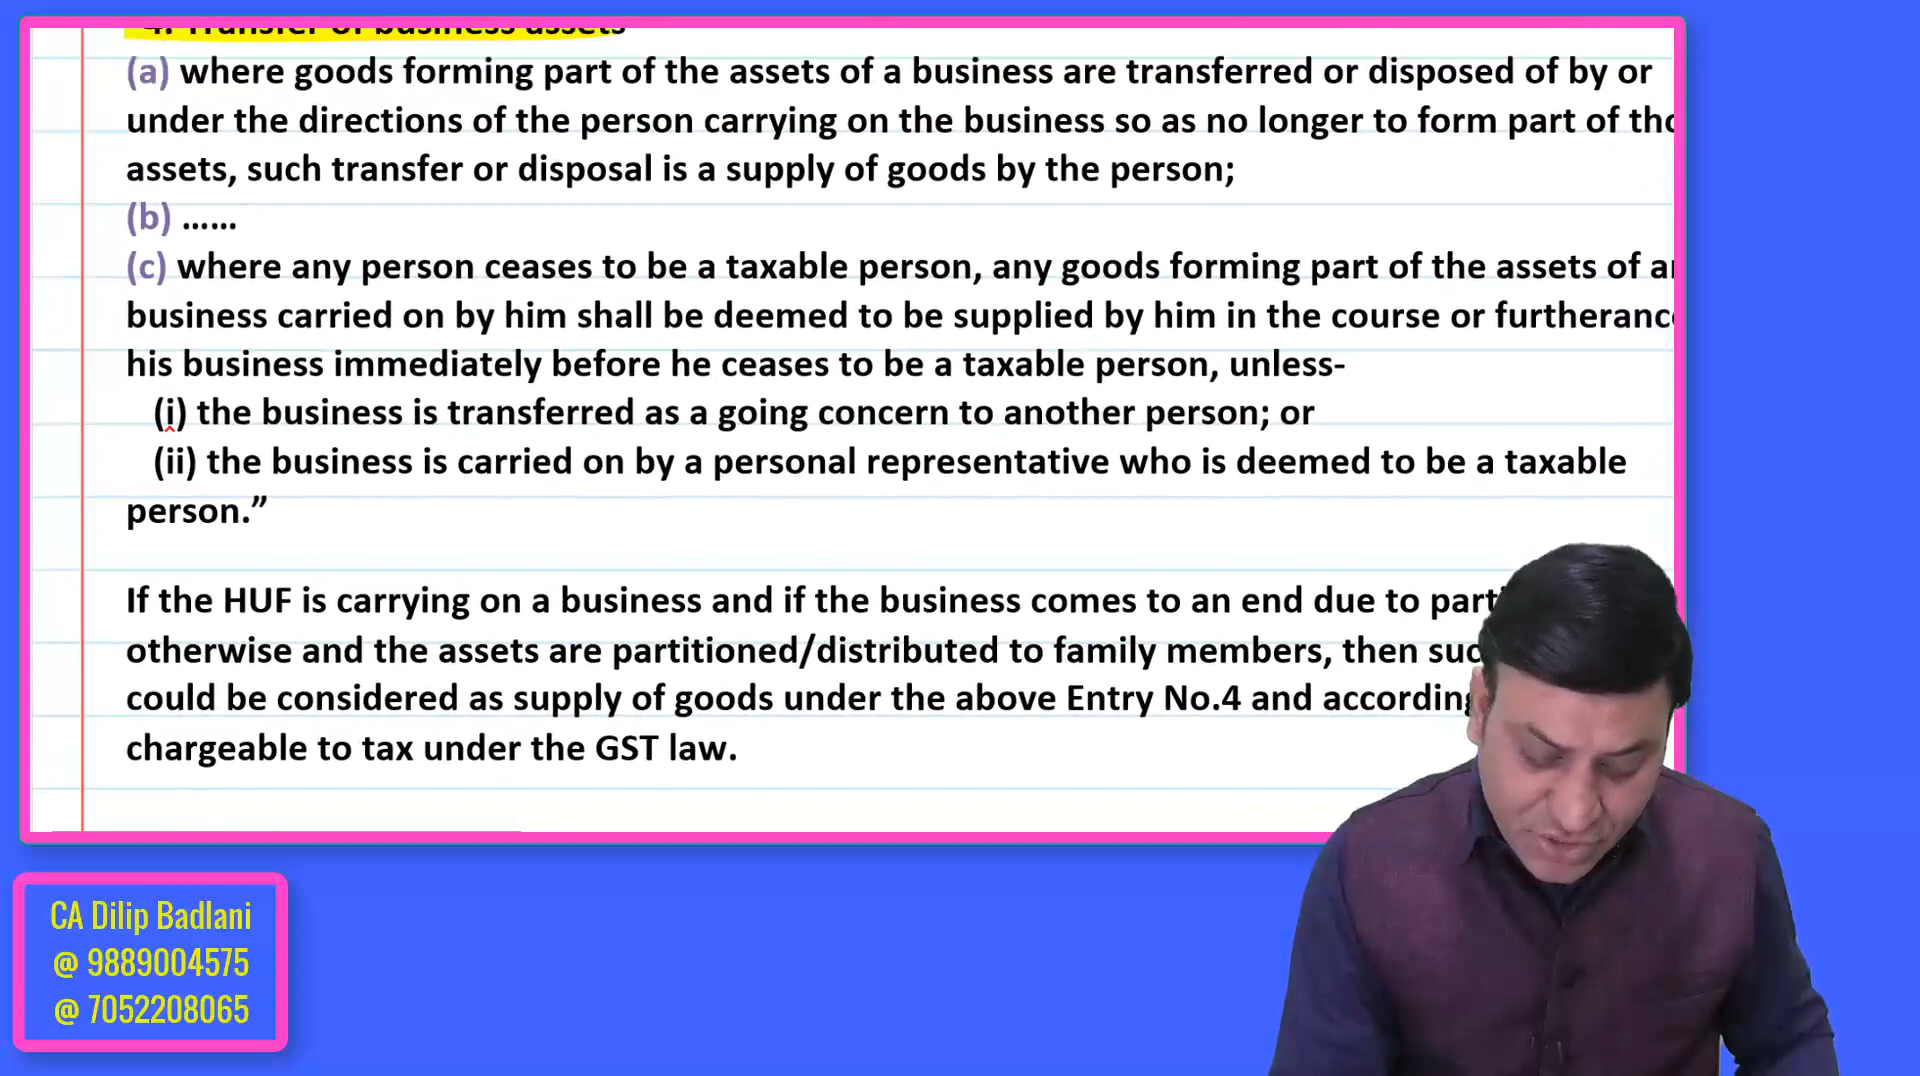 4. Transfer of business assets
(a) where goods forming part of the assets of a business are transferred or disposed of by or
under the directions of the person carrying on the business so as no longer to form part of
assets, such transfer or disposal is a supply of goods by the person;
(b) ......
(c) where any person ceases to be a taxable person, any goods forming part of the assets of
business carried on by him shall be deemed to be supplied by him in the course or
his business immediately before he ceases to be a taxable person, unless-
(i) the business is transferred as a going concern to another person; or
(ii) the business is carried on by a personal representative who is deemed to be a taxable
person.”
If the HUF is carrying on a business and if the business comes to an end due to
otherwise and the assets are partitioned/distributed to family members, then
could be considered as supply of goods under the above Entry No.4 and
chargeable to tax under the GST law.
CA Dilip Badlani
@ 9889004575
@ 7052208065